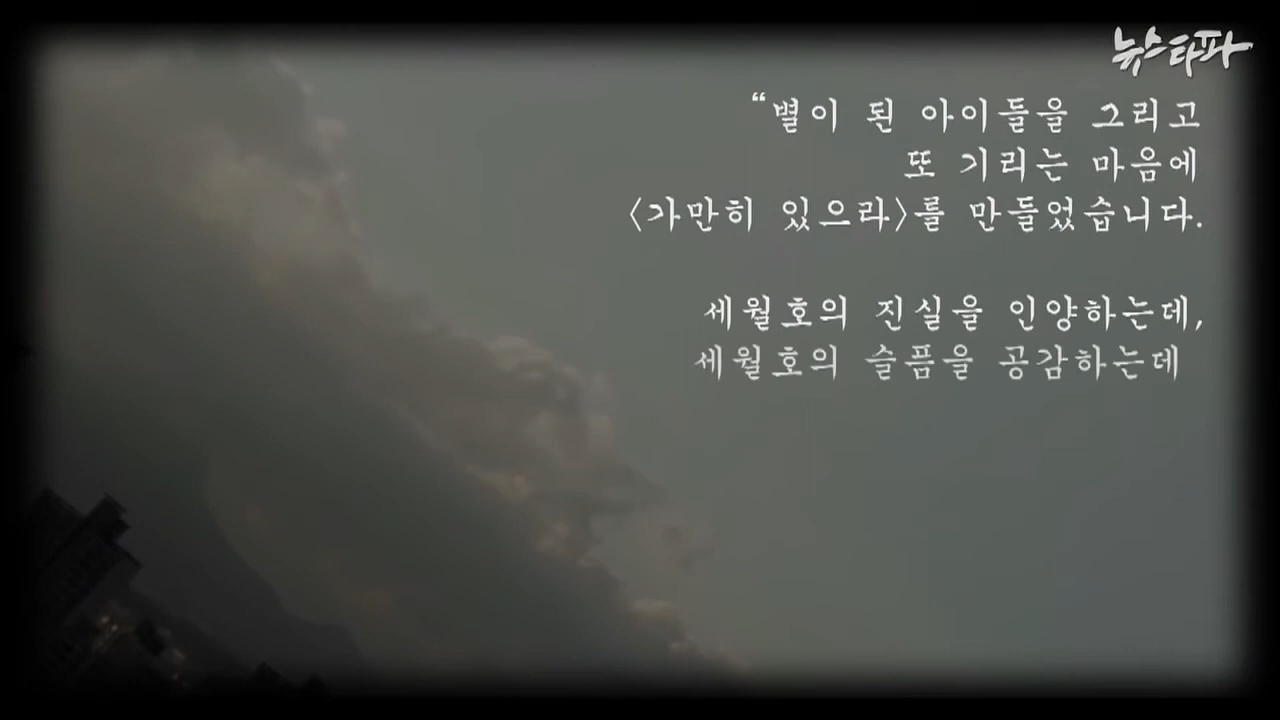 뉴스타파
“별이 된 아이들을 그리고
또 기리는 마음에
〈가만히 있으라〉를 만들었습니다.
세월호의 진실을 인양하는데,
세월호의 슬픔을 공감하는데